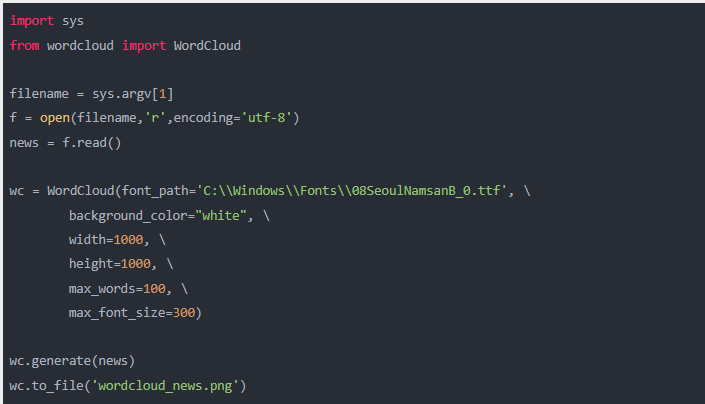 import sys
from wordcloud import WordCloud
filename = sys.argv[1]
f = open(filename,'r',encoding='utf-8')
news = f.read()
wc = WordCloud(font_path='C:\\Windows\\Fonts\\08SeoulNamsanB_0.ttf', \
background_color="white", \
width=1000, \
height=1000, \
max_words=100, \
max_font_size=300)
wc.generate(news)
wc.to_file('wordcloud_news.png')